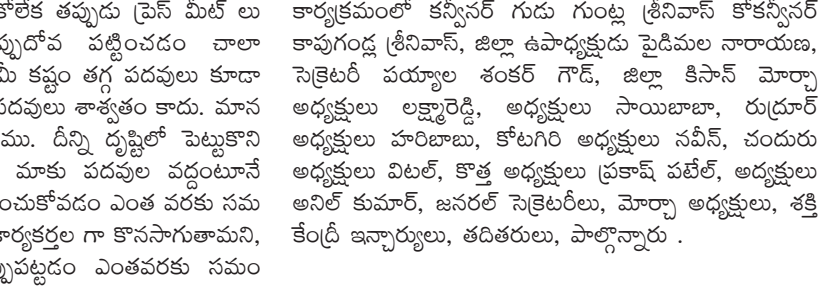 కోలేక తప్పుడు ప్రెస్ మీట్ లు
ప్పుదోవ పట్టించడం చాలా
మీ కష్టం తగ్గ పదవులు కూడా
పదవులు శాశ్వతం కాదు. మాన
ము. దీన్ని దృష్టిలో పెట్టుకొని
మాకు పదవుల వద్దంటూనే
ంచుకోవడం ఎంత వరకు సమ
కార్యకర్తల గా కొనసాగుతామని,
ప్పుపట్టడం ఎంతవరకు సమం
కార్యక్రమంలో కన్వీనర్ గుడు గుంట్ల శ్రీనివాస్ కోకన్వీనర్
కాపుగండ్ల శ్రీనివాస్, జిల్లా ఉపాధ్యక్షుడు పైడిమల నారాయణ,
సెక్రెటరీ పయ్యాల శంకర్ గౌడ్, జిల్లా కిసాన్ మోర్చా
అధ్యక్షులు లక్ష్మారెడ్డి, అధ్యక్షులు సాయిబాబా, రుద్రూర్
అధ్యక్షులు హరిబాబు, కోటగిరి అధ్యక్షులు నవీన్, చందురు
అధ్యక్షులు విటల్, కొత్త అధ్యక్షులు ప్రకాష్ పటేల్, అద్యక్షులు
అనిల్ కుమార్, జనరల్ సెక్రెటరీలు, మోర్చా అధ్యక్షులు, శక్తి
కేంద్రీ ఇన్చార్యులు, తదితరులు, పాల్గొన్నారు .